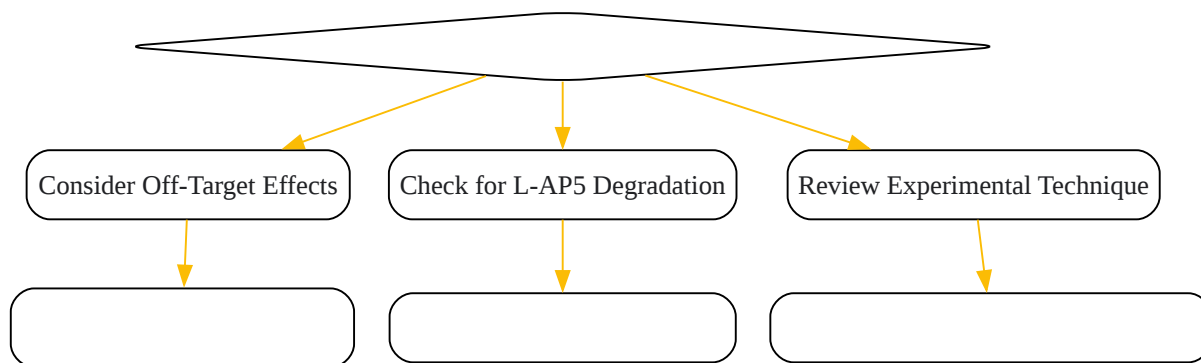 Consider Off-Target Effects
Check for L-AP5 Degradation
Review Experimental Technique